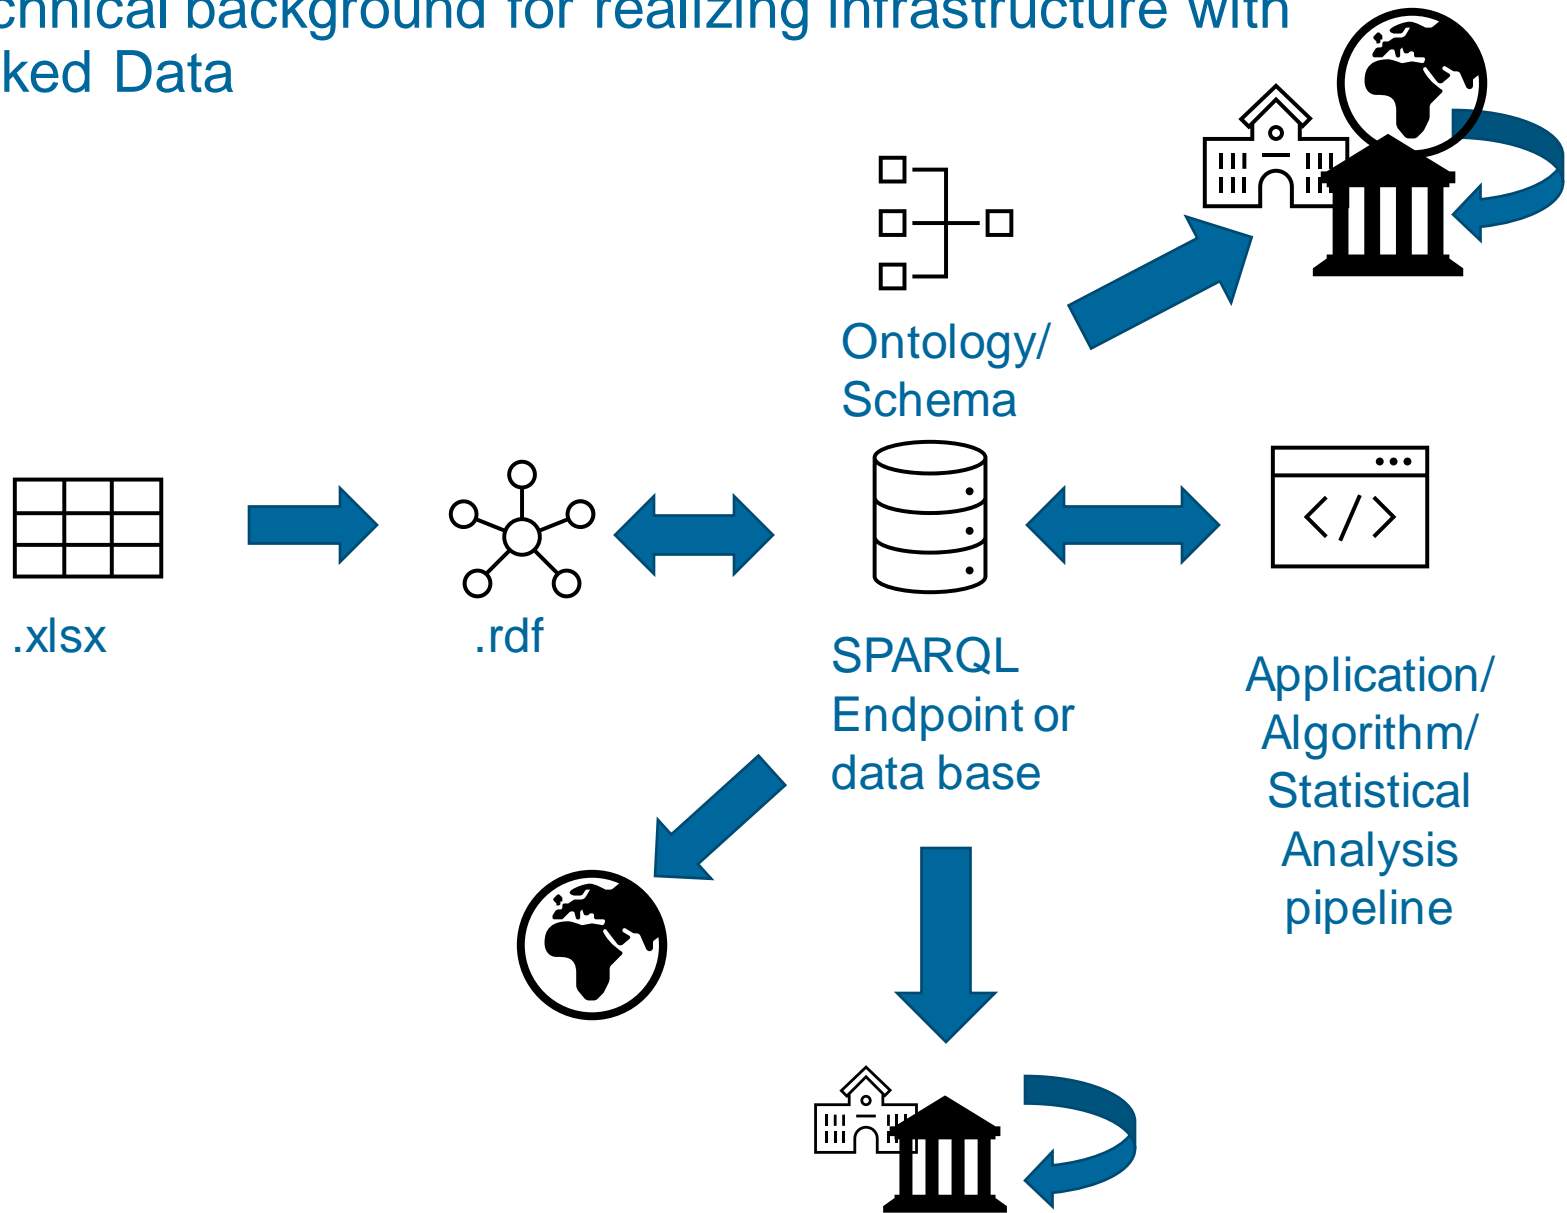 chnical background for realizing infrastructure with
ked Data
Ontology/
Schema
.xlsx
.rdf
SPARQL
Endpoint or
data base
Application/
Algorithm/
Statistical
Analysis
pipeline